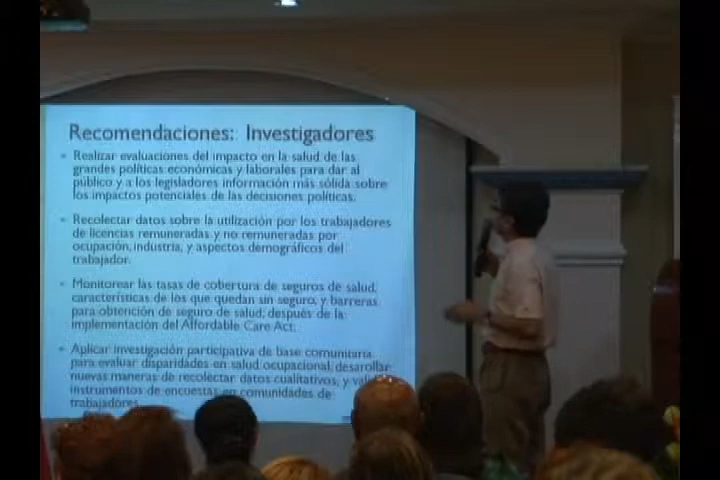 Recomendaciones: Investigadores
Realizar evaluaciones del impacto en la salud de las
grandes políticas económicas y laborales para dar al
público y a los legisladores información más sólida sobre
los impactos potenciales de las decisiones políticas.
Recolectar datos sobre la utilización por los trabajadores
de licencias remuneradas y no remuneradas por
ocupación, industria, y aspectos demográficos del
trabajador.
Monitorear las tasas de cobertura de seguros de salud,
características de los que quedan sin seguro, y barreras
para obtención de seguro de salud, después de la
implementación del Affordable Care Act.
Aplicar investigación participativa de base comunitaria
para evaluar disparidades en salud ocupacional, desarollar
nuevas maneras de recolectar datos cualitativos, y
instrumentos de encuestas en comunidades de
trabajadores